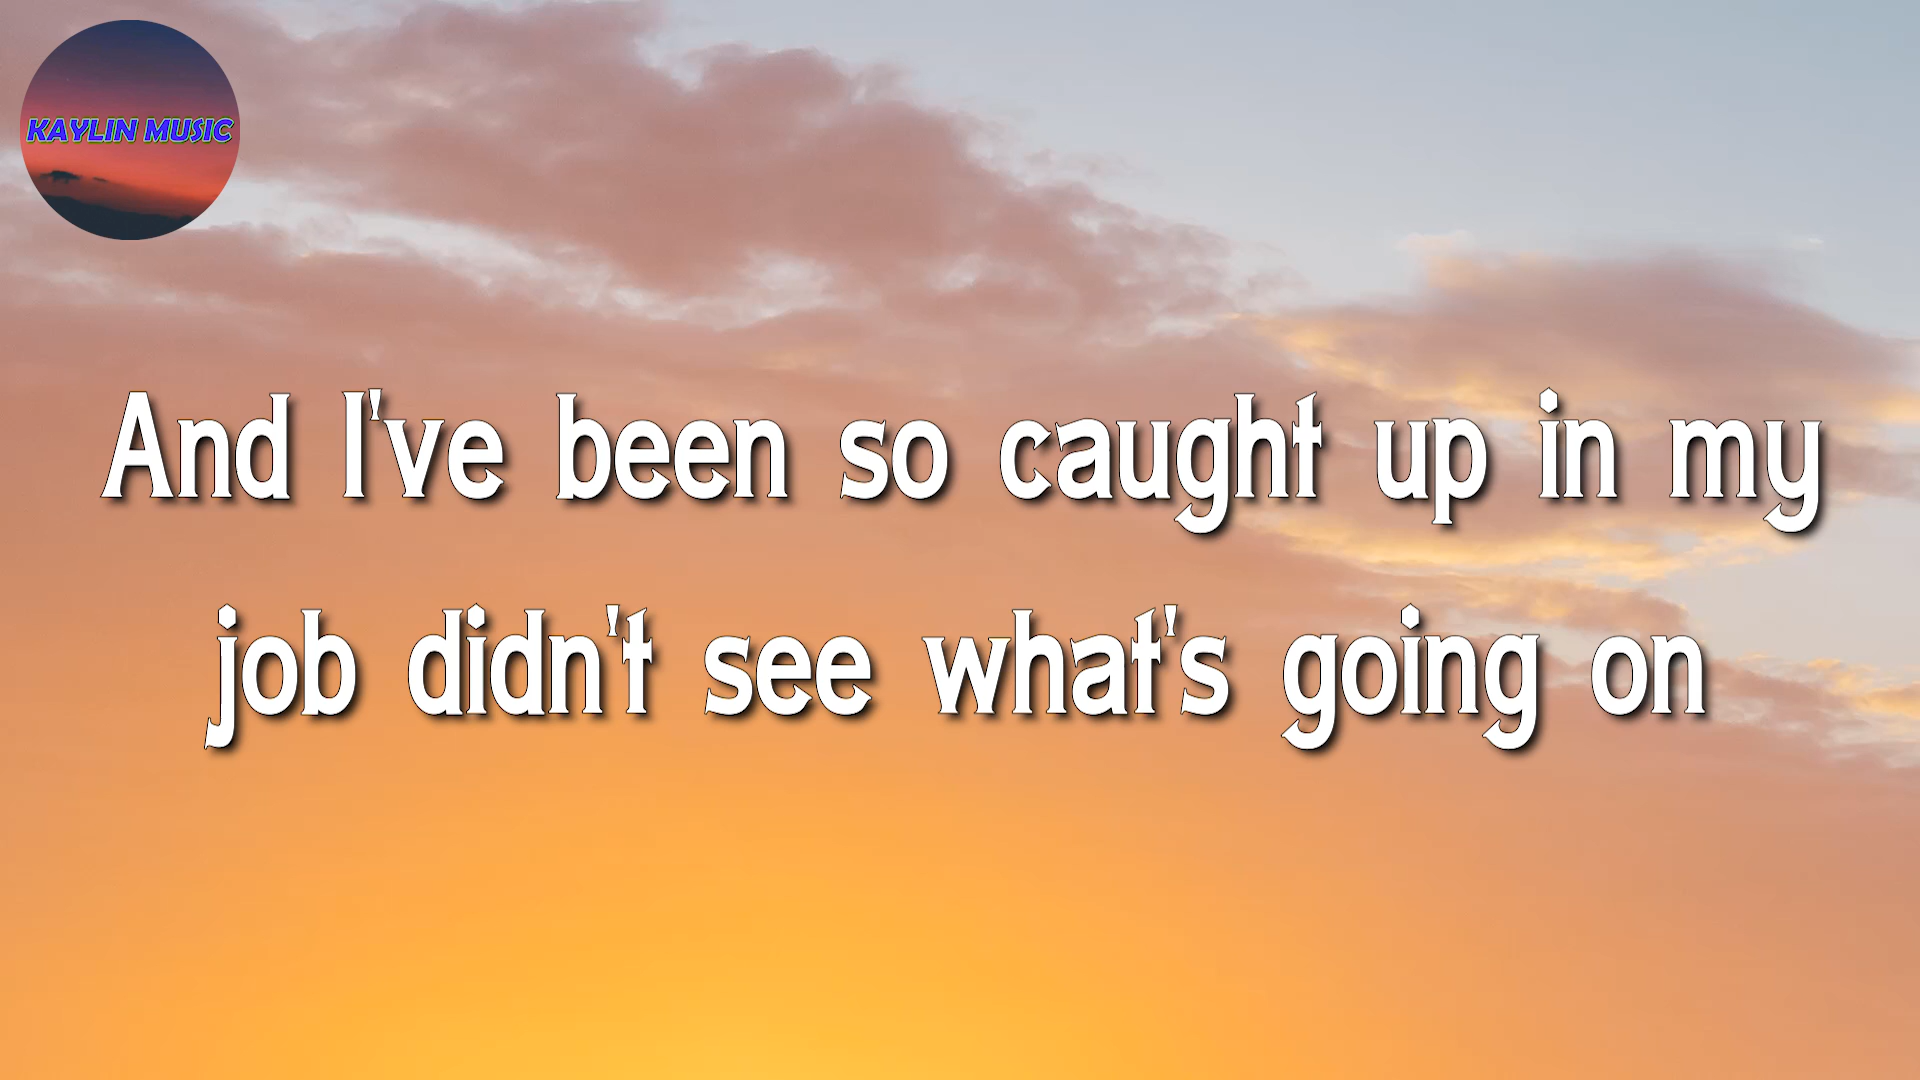 KAYLIN MUSIC
And I've been so caught up in my
job didn't see what's going on